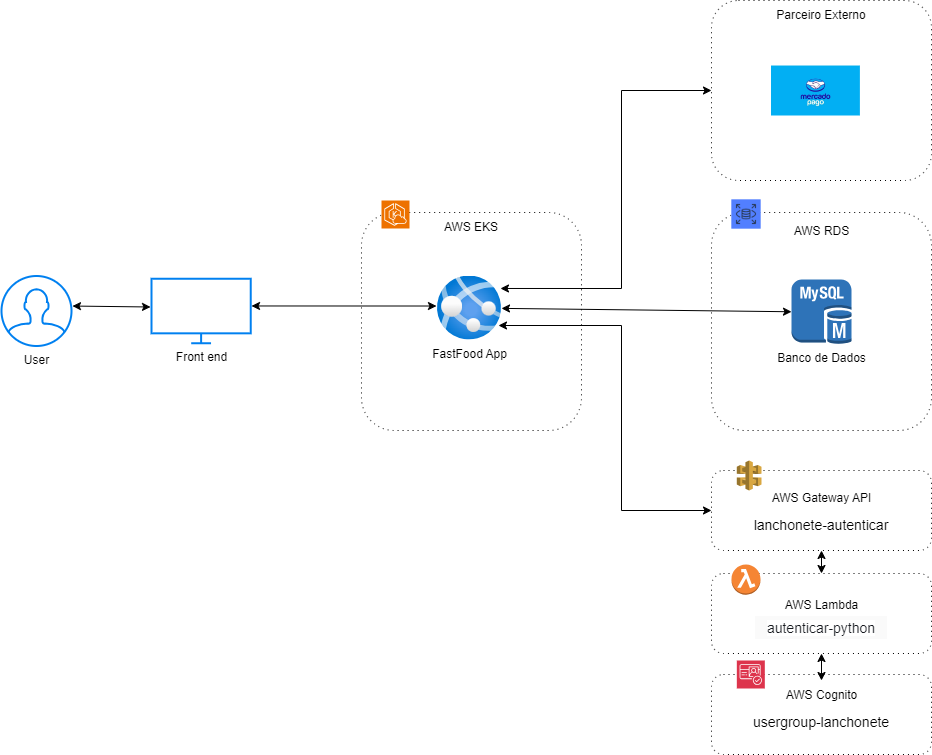 Parceiro Externo
mercado
pago
AWS EKS
AWS RDS
MySQL
M
User
Front end
FastFood App
Banco de Dados
AWS Gateway API
lanchonete-autenticar
AWS Lambda
autenticar-python
AWS Cognito
usergroup-lanchonete